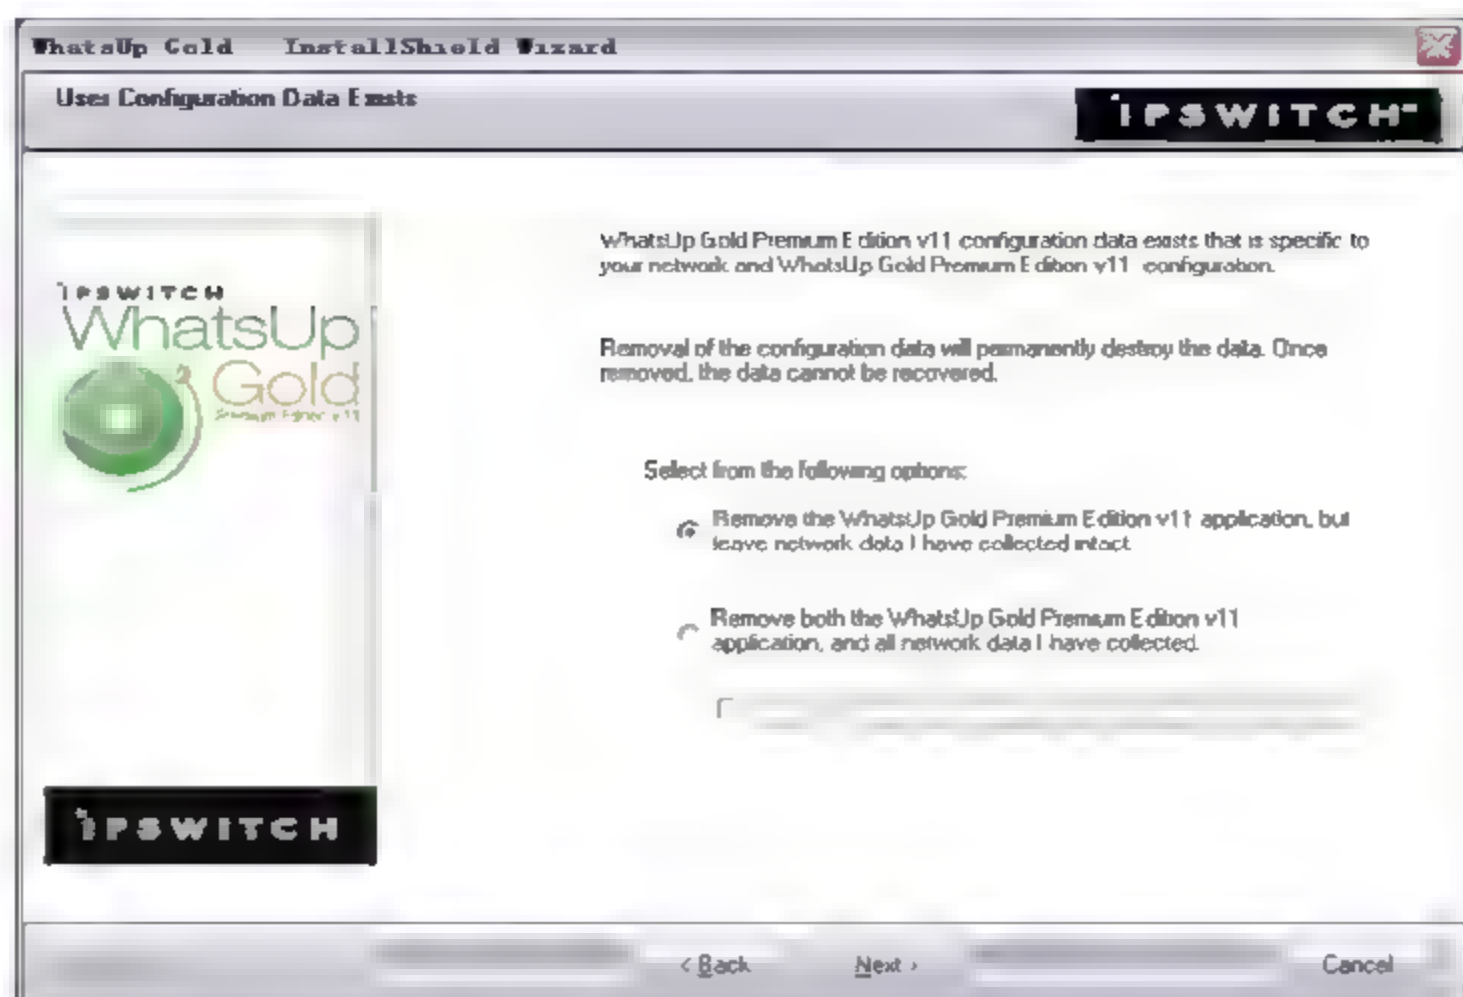 WhatsUp Gold InstallShield Wizard
User Configuration Data Exists
IPSWITCH
WhatsUp Gold Premium Edition v11 configuration data exists that is specific to
your network and WhatsUp Gold Premium Edition v11 configuration.
IPSWITCH
WhatsUp
Gold
Premium Edition v11
Removal of the configuration data will permanently destroy the data. Once
removed, the data cannot be recovered.
Select from the following options:
Remove the WhatsUp Gold Premium Edition v11 application, but
leave network data I have collected intact
Remove both the WhatsUp Gold Premium Edition v11
application, and all network data I have collected.
IPSWITCH
< Back
Next >
Cancel